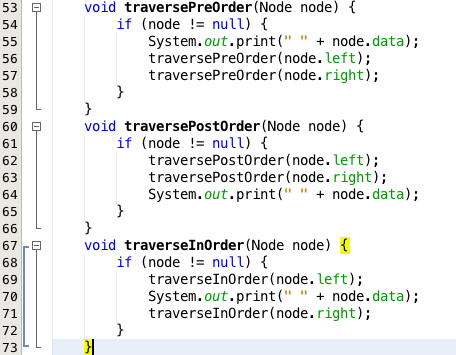 53 void traversePreOrder(Node node) {
54 if (node != null) {
55 System.out.print(" " + node.data);
56 traversePreOrder(node.left);
57 traversePreOrder(node.right);
58 }
59 }
60 void traversePostOrder(Node node) {
61 if (node != null) {
62 traversePostOrder(node.left);
63 traversePostOrder(node.right);
64 System.out.print(" " + node.data);
65 }
66 }
67 void traverseInOrder(Node node) {
68 if (node != null) {
69 traverseInOrder(node.left);
70 System.out.print(" " + node.data);
71 traverseInOrder(node.right);
72 }
73 }